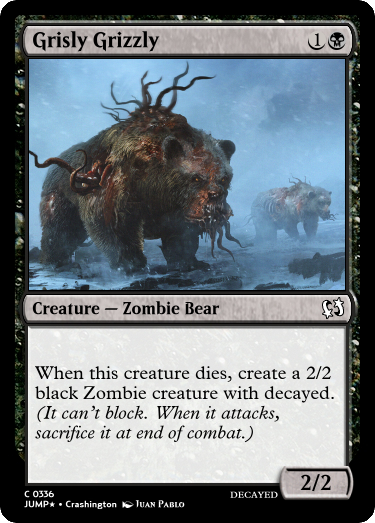 Grisly Grizzly 1
Creature — Zombie Bear
When this creature dies, create a 2/2
black Zombie creature with decayed.
(It can't block. When it attacks,
sacrifice it at end of combat.)
2/2
C 0336
DECAYED
JUMP★ • Crashington Juan Pablo